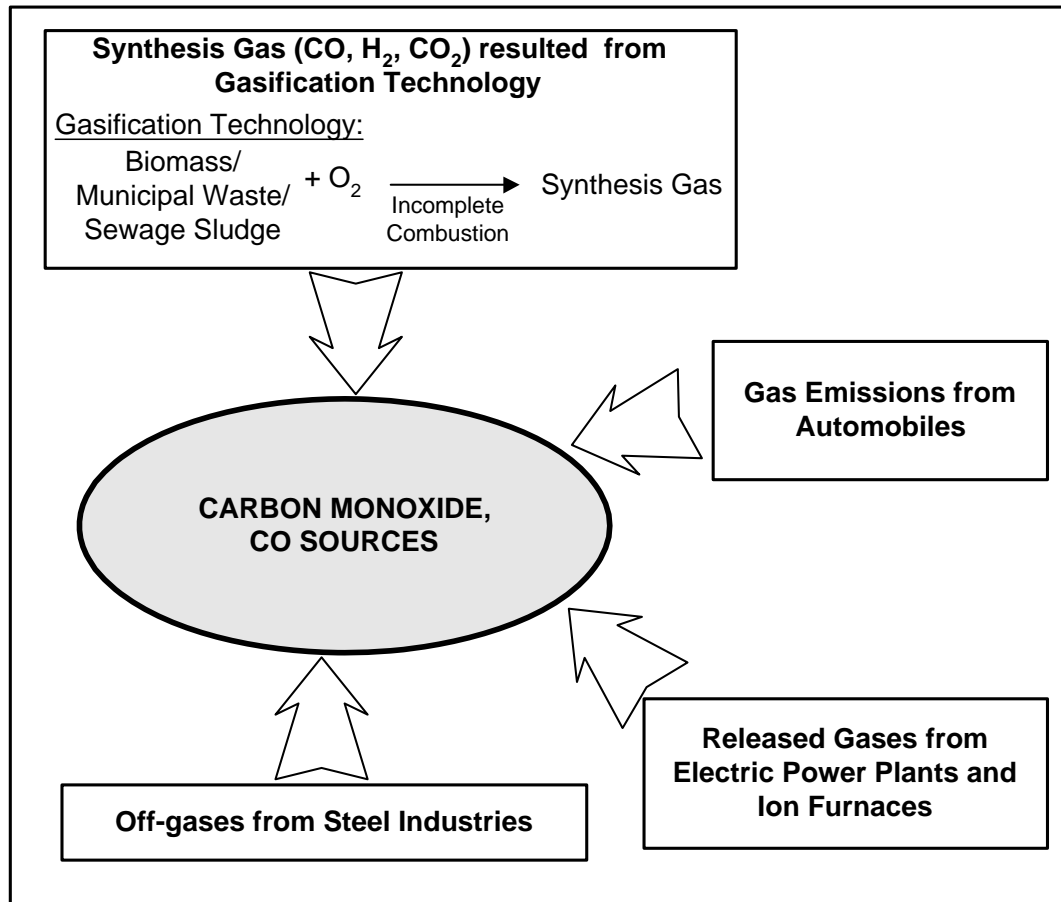 Synthesis Gas (CO, H₂, CO₂) resulted from
Gasification Technology
Gasification Technology:
Biomass/
Municipal Waste/
Sewage Sludge
+ O₂
Incomplete
Combustion
Synthesis Gas
Gas Emissions from
Automobiles
CARBON MONOXIDE,
CO SOURCES
Released Gases from
Electric Power Plants and
Ion Furnaces
Off-gases from Steel Industries